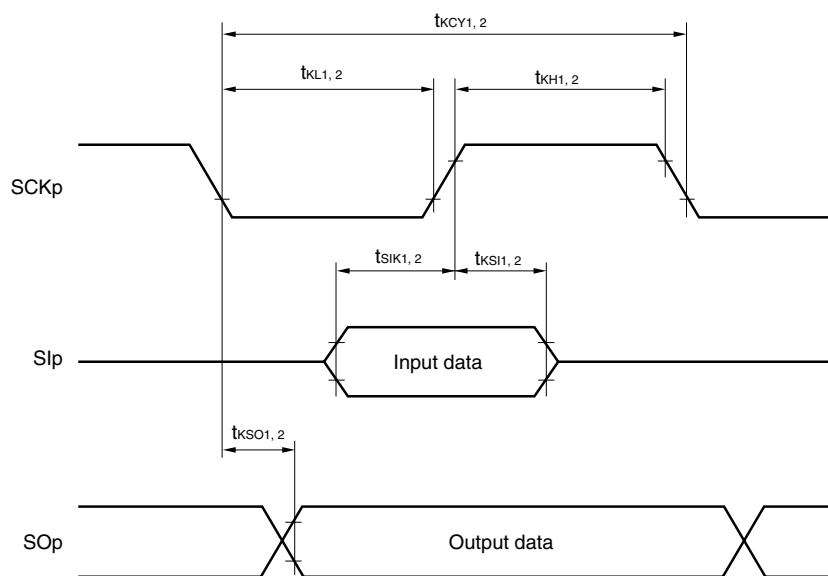 tKCY1, 2
tKL1, 2
tKH1, 2
SCKp
tSIK1, 2
tKSI1, 2
SIp
Input data
tKSO1, 2
SOp
Output data